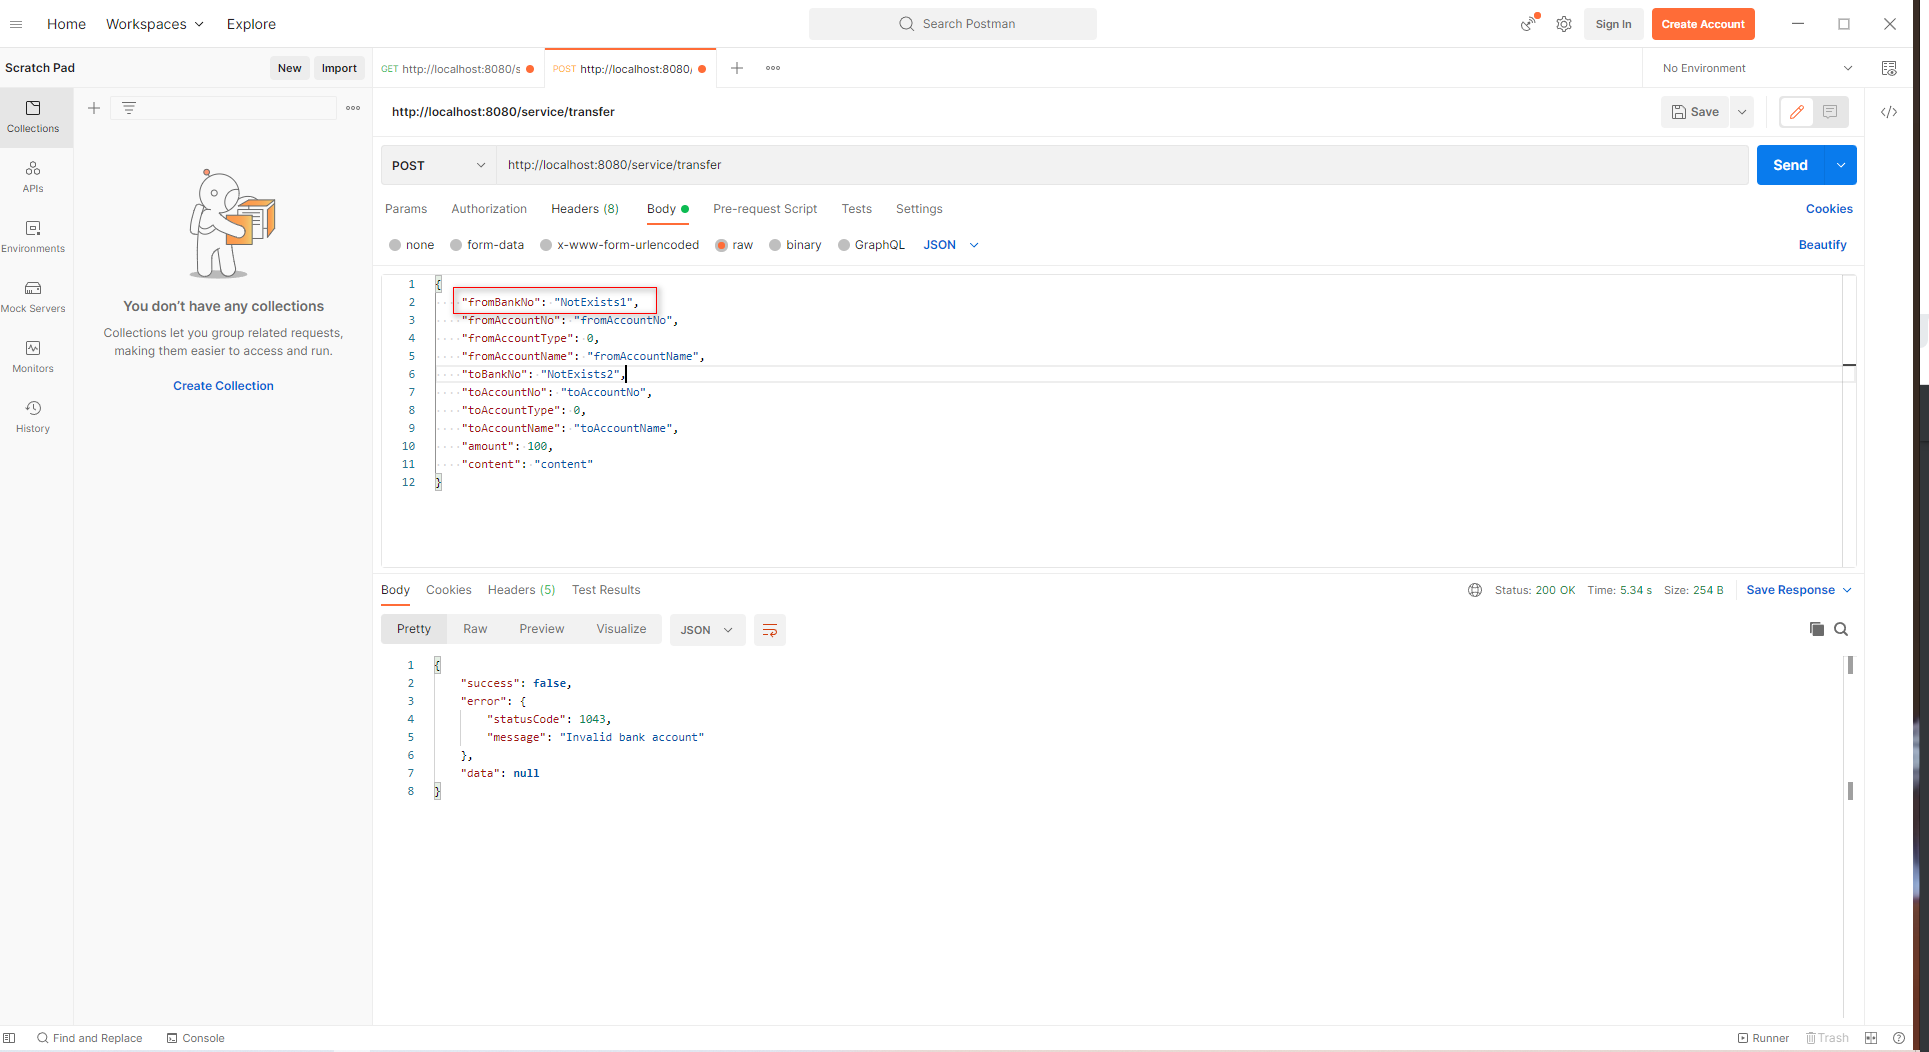 Home Workspaces Explore Search Postman Sign In Create Account
Scratch Pad New Import GET http://localhost:8080/s POST http://localhost:8080/ No Environment
Collections
APIs
Environments
Mock Servers
Monitors
History
You don’t have any collections
Collections let you group related requests,
making them easier to access and run.
Create Collection
http://localhost:8080/service/transfer Save
POST http://localhost:8080/service/transfer Send
Params Authorization Headers (8) Body Pre-request Script Tests Settings Cookies
none form-data x-www-form-urlencoded raw binary GraphQL JSON Beautify
1 {
2 "fromBankNo": "NotExists1",
3 "fromAccountNo": "fromAccountNo",
4 "fromAccountType": 0,
5 "fromAccountName": "fromAccountName",
6 "toBankNo": "NotExists2",
7 "toAccountNo": "toAccountNo",
8 "toAccountType": 0,
9 "toAccountName": "toAccountName",
10 "amount": 100,
11 "content": "content"
12 }
Body Cookies Headers (5) Test Results Status: 200 OK Time: 5.34 s Size: 254 B Save Response
Pretty Raw Preview Visualize JSON
1 {
2 "success": false,
3 "error": {
4 "statusCode": 1043,
5 "message": "Invalid bank account"
6 },
7 "data": null
8 }
Find and Replace Console Runner Trash